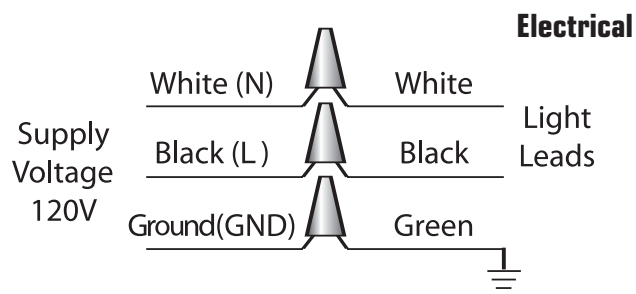 Electrical
White (N) White
Supply Voltage 120V
Black (L) Black
Light Leads
Ground(GND) Green